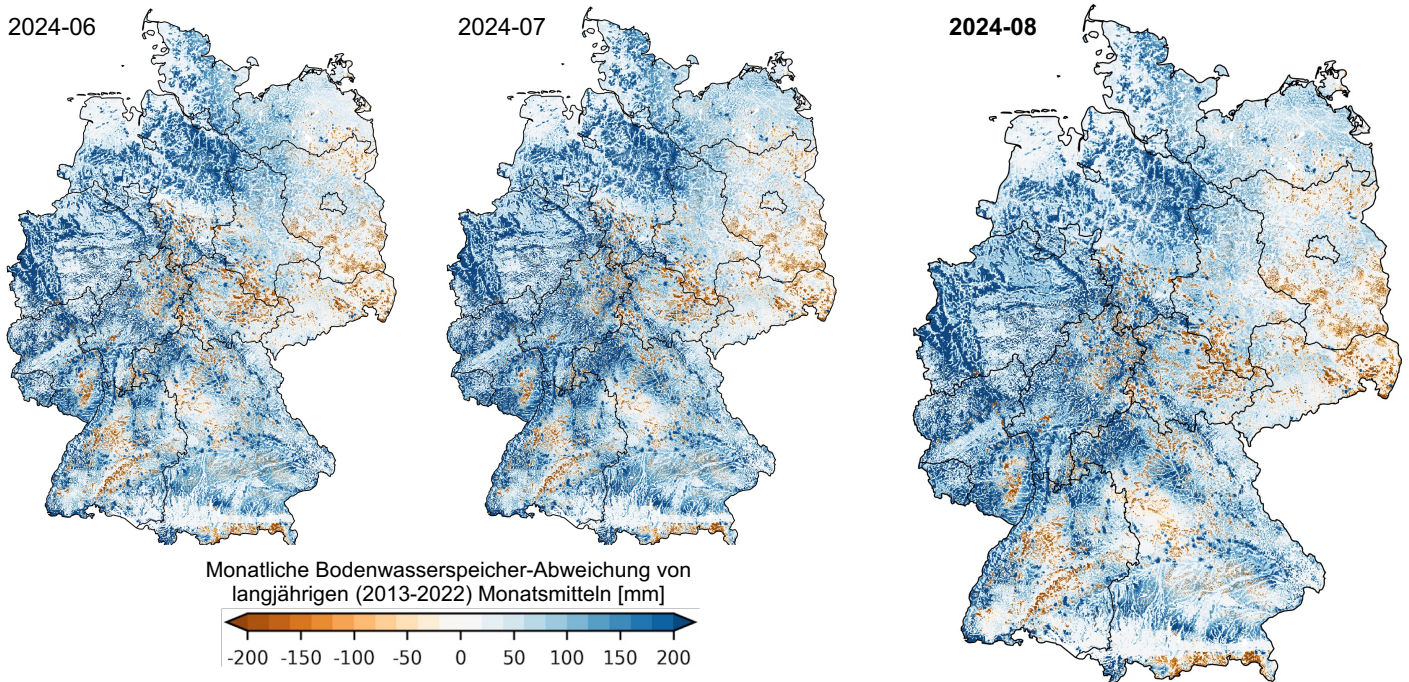 2024-06
2024-07
2024-08
Monatliche Bodenwasserspeicher-Abweichung von
langjährigen (2013-2022) Monatsmitteln [mm]
-200 -150 -100 -50 0 50 100 150 200